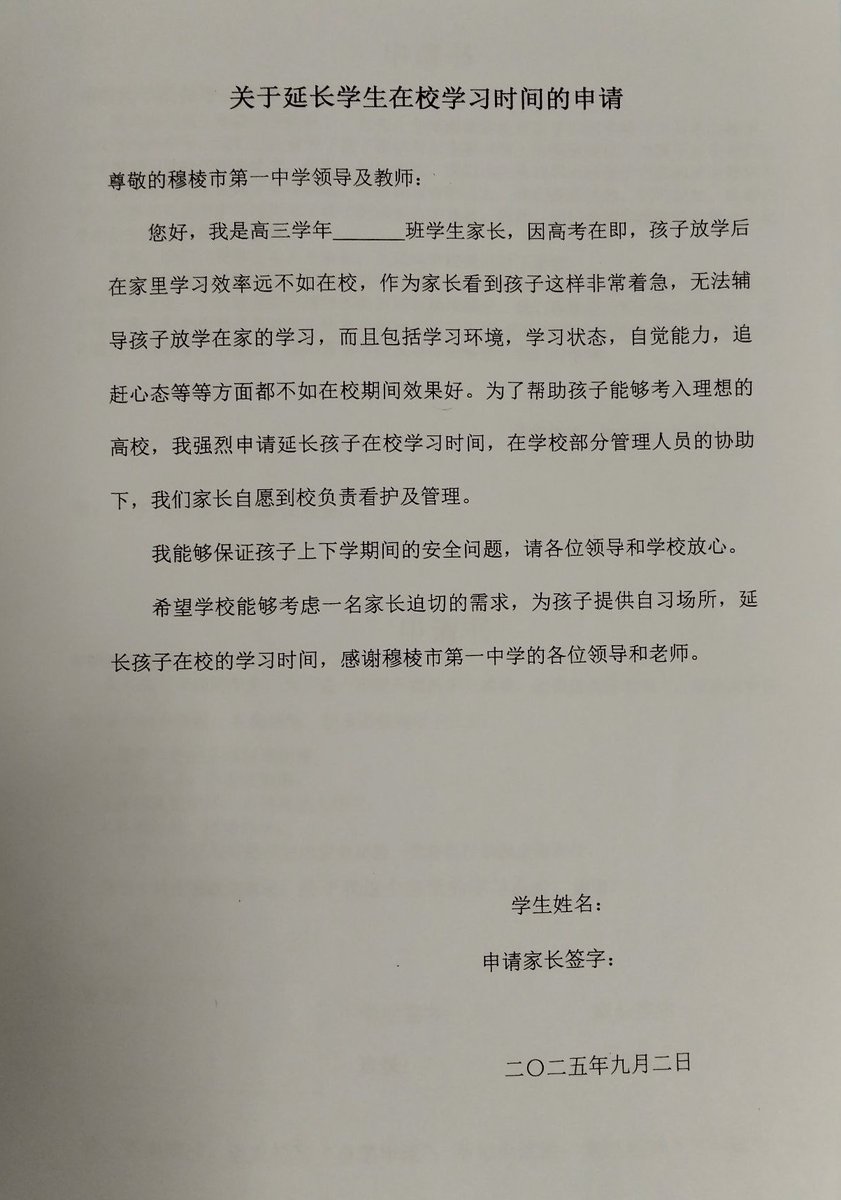 关于延长学生在校学习时间的申请
尊敬的穆棱市第一中学领导及教师：
您好，我是高三学年______班学生家长，因高考在即，孩子放学后
在家里学习效率远不如在校，作为家长看到孩子这样非常着急，无法辅
导孩子放学在家的学习，而且包括学习环境，学习状态，自觉能力，追
赶心态等等方面都不如在校期间效果好。为了帮助孩子能够考入理想的
高校，我强烈申请延长孩子在校学习时间，在学校部分管理人员的协助
下，我们家长自愿到校负责看护及管理。
我能够保证孩子上下学期间的安全问题，请各位领导和学校放心。
希望学校能够考虑一名家长迫切的需求，为孩子提供自习场所，延
长孩子在校的学习时间，感谢穆棱市第一中学的各位领导和老师。
学生姓名：
申请家长签字：
二〇二五年九月二日